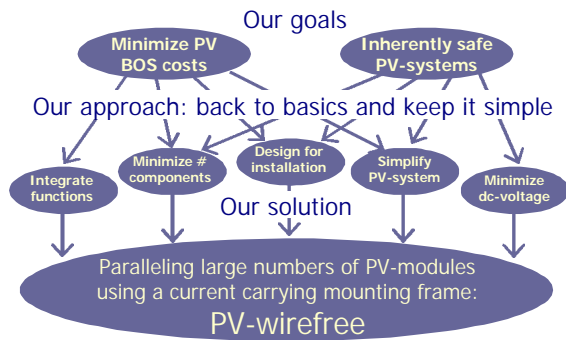 Our goals
Minimize PV
BOS costs
Inherently safe
PV-systems
Our approach: back to basics and keep it simple
Integrate
functions
Minimize #
components
Design for
installation
Simplify
PV-system
Minimize
dc-voltage
Our solution
Paralleling large numbers of PV-modules
using a current carrying mounting frame:
PV-wirefree